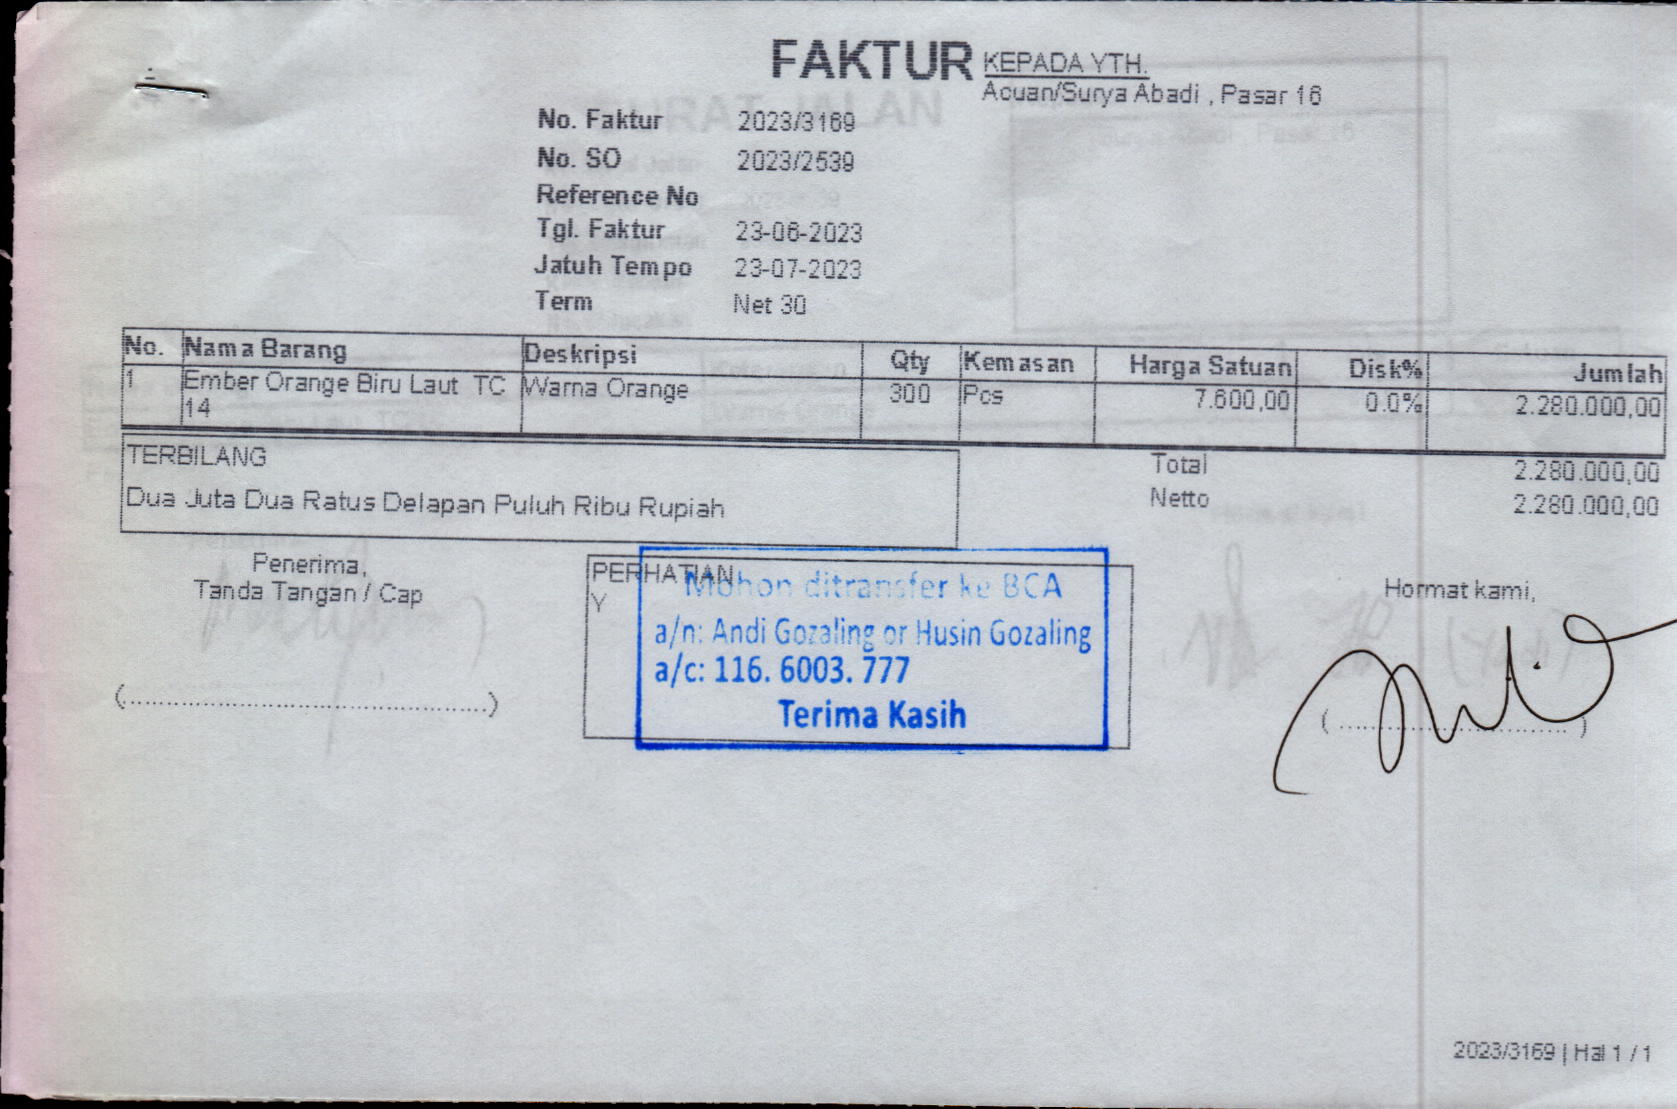 FAKTUR
KEPADA YTH.
Acuan/Surya Abadi , Pasar 16
No. Faktur 2023/3169
No. SO 2023/2539
Reference No
Tgl. Faktur 23-06-2023
Jatuh Tempo 23-07-2023
Term Net 30
No. Nama Barang Deskripsi Qty Kemasan Harga Satuan Disk% Jumlah
1 Ember Orange Biru Laut TC Warna Orange 300 Pcs 7.600,00 0.0% 2.280.000,00
14
TERBILANG
Dua Juta Dua Ratus Delapan Puluh Ribu Rupiah
Total 2.280.000,00
Netto 2.280.000,00
Penerima,
Tanda Tangan / Cap
(............................................................)
PERHATIAN
Y
Mohon ditransfer ke BCA
a/n: Andi Gozaling or Husin Gozaling
a/c: 116. 6003. 777
Terima Kasih
Hormat kami,
(........................................)
2023/3169 | Hal 1 / 1